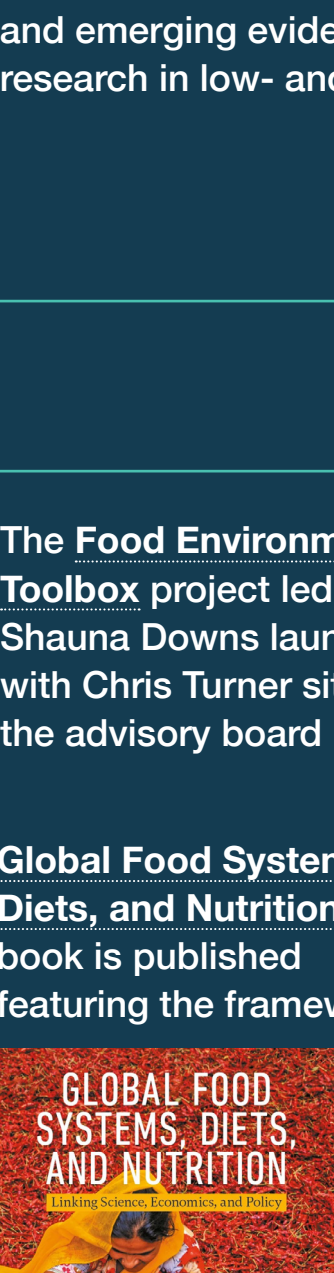 and emerging evide
research in low- and
The Food Environm
Toolbox project led
Shauna Downs laun
with Chris Turner sit
the advisory board
Global Food System
Diets, and Nutrition
book is published
featuring the framew
GLOBAL FOOD
SYSTEMS, DIETS,
AND NUTRITION
Linking Science, Economics, and Policy